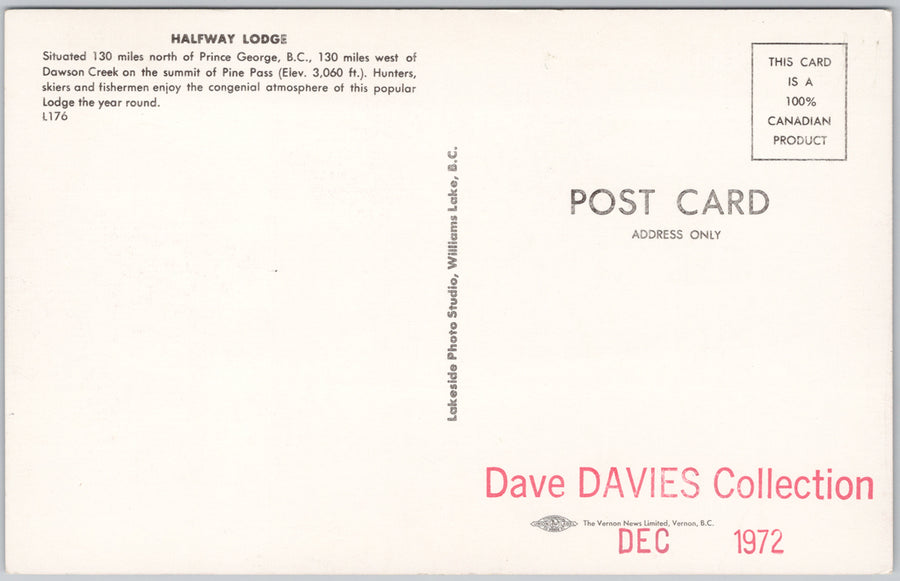 HALFWAY LODGE
Situated 130 miles north of Prince George, B.C., 130 miles west of
Dawson Creek on the summit of Pine Pass (Elev. 3,060 ft.). Hunters,
skiers and fishermen enjoy the congenial atmosphere of this popular
Lodge the year round.
L176
Lakeside Photo Studio, Williams Lake, B.C.
THIS CARD
IS A
100%
CANADIAN
PRODUCT
POST CARD
ADDRESS ONLY
Dave DAVIES Collection
The Vernon News Limited, Vernon, B.C.
DEC 1972